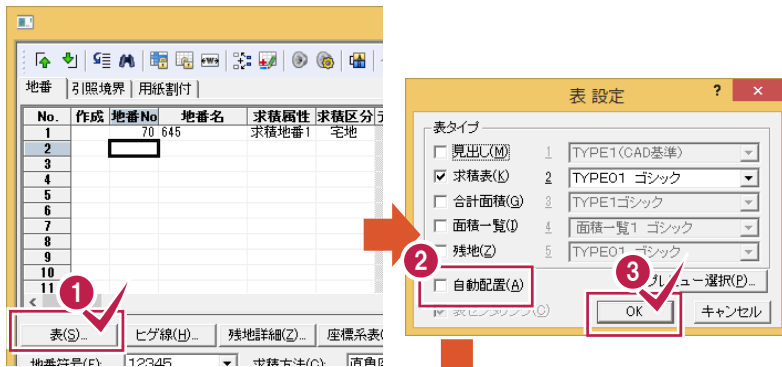 地番 引照境界 用紙割付
No. 作成 地番No 地番名 求積属性 求積区分
1 70 645 求積地番1 宅地
2
3
4
5
6
7
8
9
10
11
1
表(S)... ヒゲ線(H)... 残地詳細(Z)... 座標系表(
地番符号(F): 12345 求積方法(C):
表 設定 ? ×
表タイプ
見出し(M) 1 TYPE1(CAD基準)
求積表(K) 2 TYPE01 ゴシック
合計面積(G) 3 TYPE1ゴシック
面積一覧(I) 4 面積一覧1 ゴシック
残地(Z) 5 TYPE01 ゴシック
2
3
自動配置(A) プレビュー選択(P)...
OK キャンセル